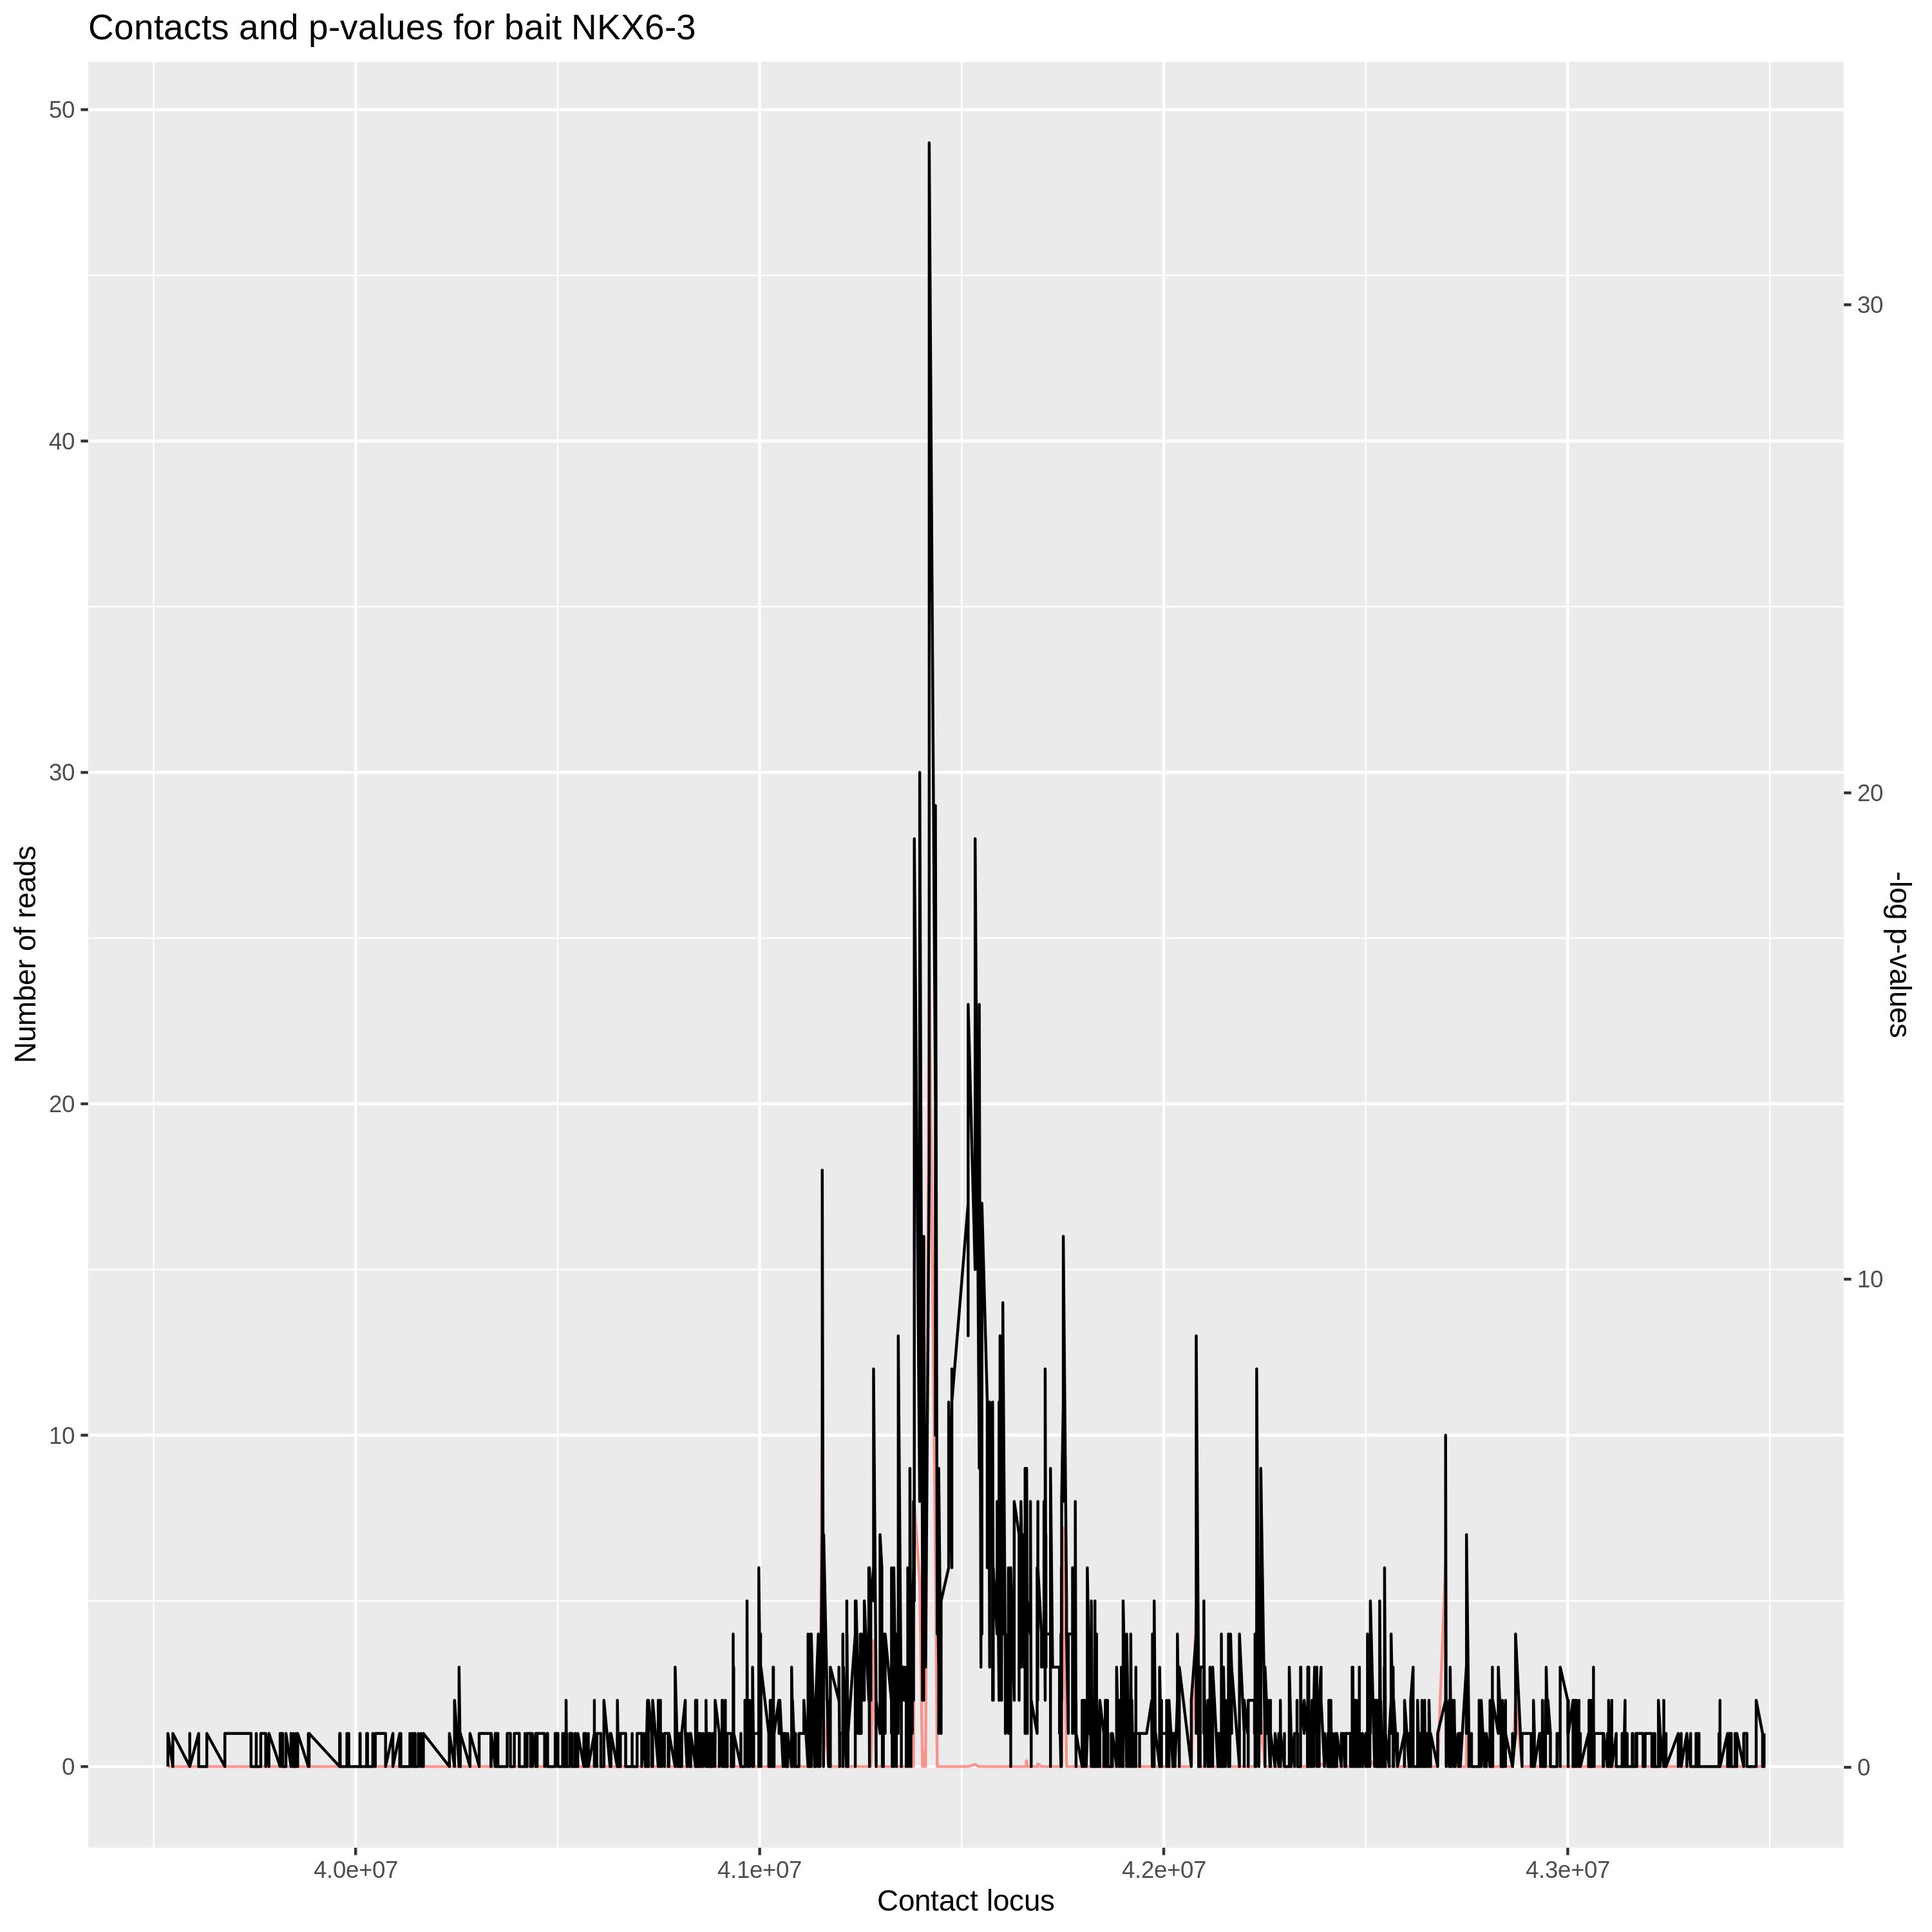 Contacts and p-values for bait NKX6-3
50
40
30
20
10
0
Number of reads
30
20
10
0
-log p-values
4.0e+07
4.1e+07
4.2e+07
4.3e+07
Contact locus